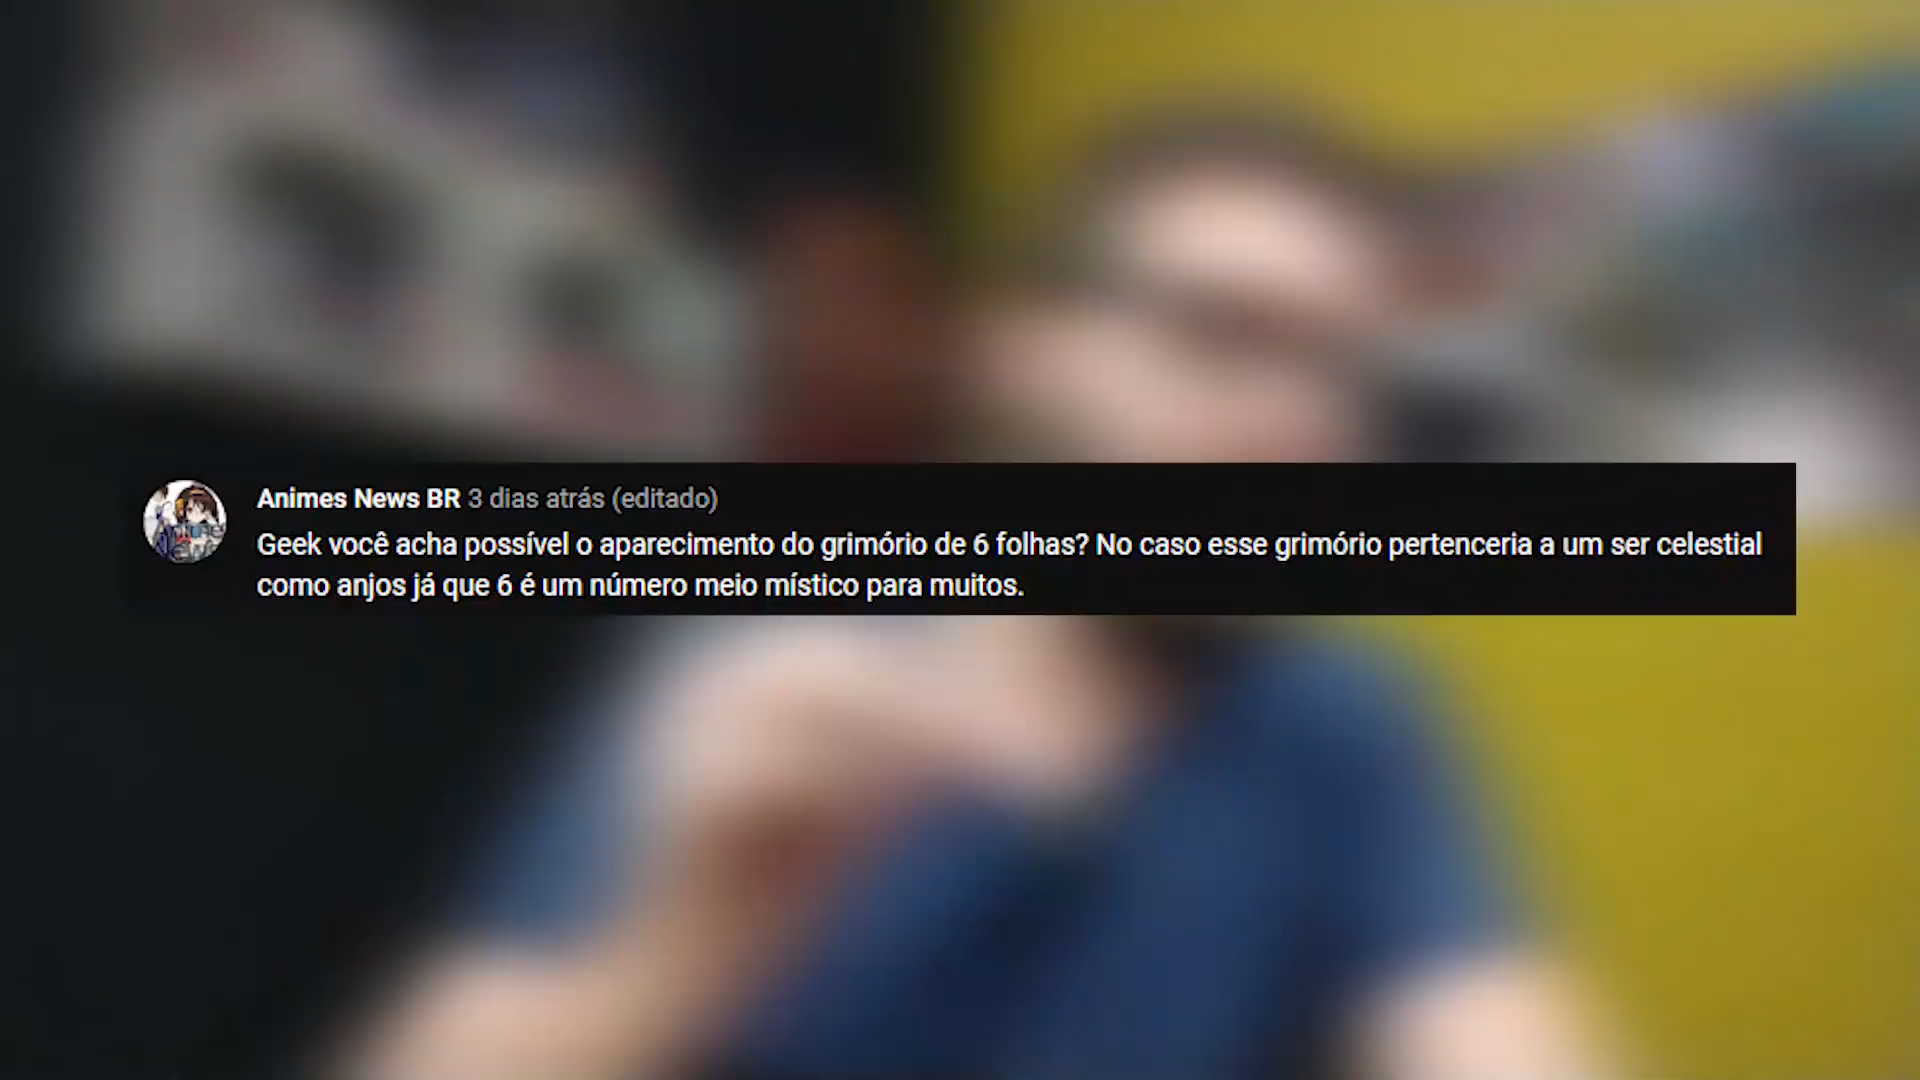 Animes News BR 3 dias atrás (editado)
Geek você acha possível o aparecimento do grimório de 6 folhas? No caso esse grimório pertenceria a um ser celestial
como anjos já que 6 é um número meio místico para muitos.